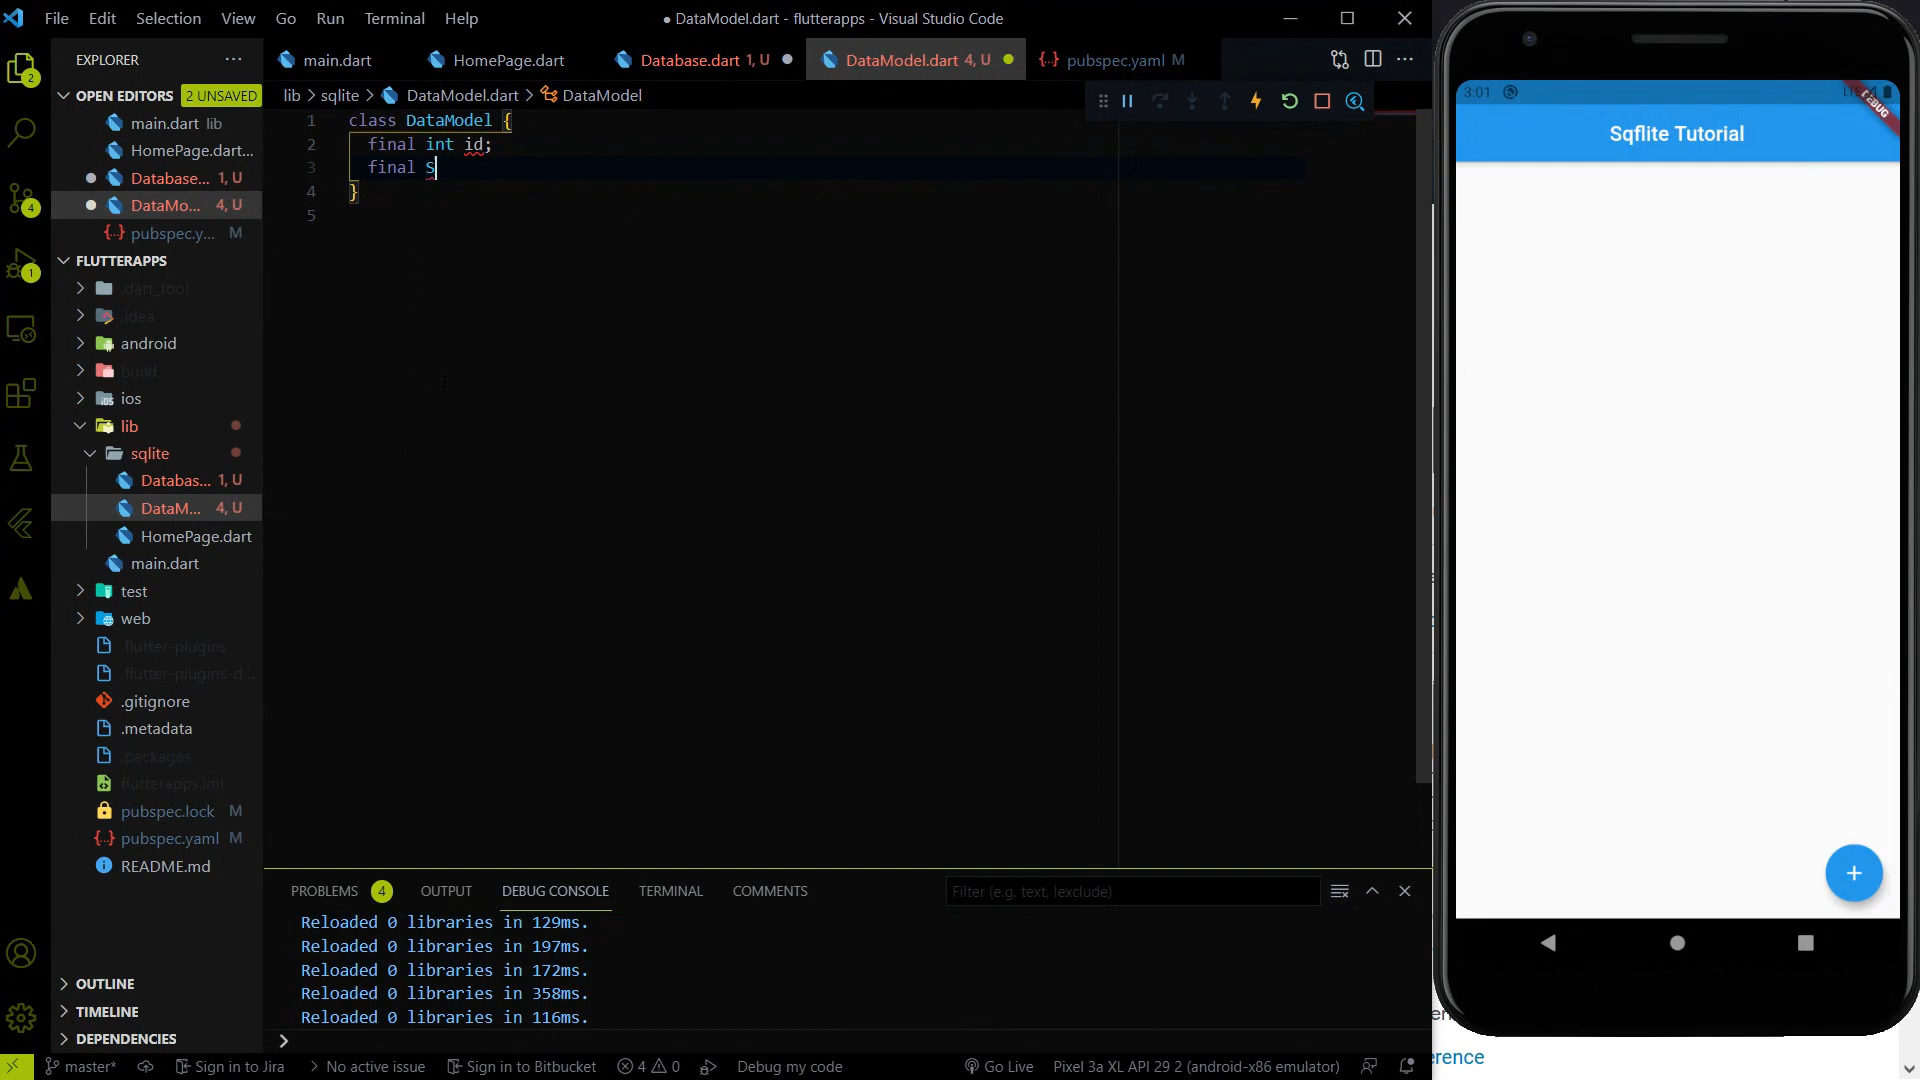 File Edit Selection View Go Run Terminal Help
● DataModel.dart - flutterapps - Visual Studio Code
EXPLORER
main.dart
HomePage.dart
Database.dart 1, U
DataModel.dart 4, U
pubspec.yaml M
OPEN EDITORS 2 UNSAVED
main.dart lib
HomePage.dart...
Database... 1, U
DataMo... 4, U
pubspec.y... M
FLUTTERAPPS
.dart_tool
.idea
android
build
ios
lib
sqlite
Databas... 1, U
DataM... 4, U
HomePage.dart
main.dart
test
web
.flutter-plugins
.flutter-plugins-d...
.gitignore
.metadata
.packages
flutterapps.iml
pubspec.lock M
pubspec.yaml M
README.md
OUTLINE
TIMELINE
DEPENDENCIES
2
4
1
lib > sqlite > DataModel.dart > DataModel
1 class DataModel {
2 final int id;
3 final S
4 }
5
PROBLEMS 4 OUTPUT DEBUG CONSOLE TERMINAL COMMENTS
Filter (e.g. text, !exclude)
Reloaded 0 libraries in 129ms.
Reloaded 0 libraries in 197ms.
Reloaded 0 libraries in 172ms.
Reloaded 0 libraries in 358ms.
Reloaded 0 libraries in 116ms.
master* Sign in to Jira No active issue Sign in to Bitbucket 4 0 Debug my code Go Live Pixel 3a XL API 29 2 (android-x86 emulator)
3:01
DEBUG
Sqflite Tutorial
+
erence